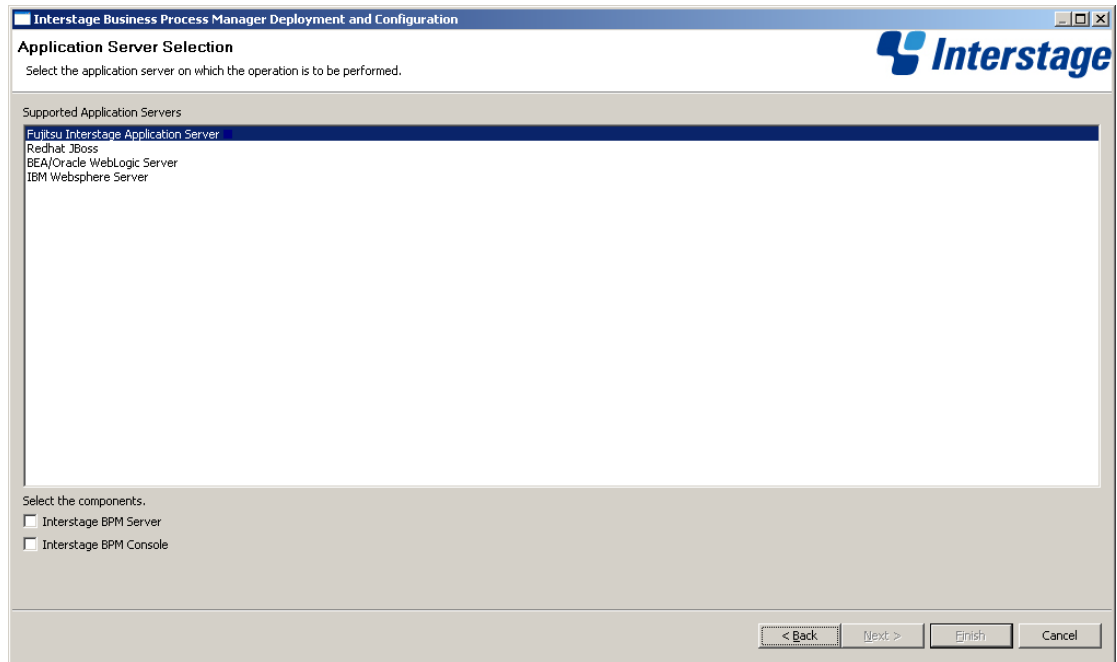 Interstage Business Process Manager Deployment and Configuration
Application Server Selection
Select the application server on which the operation is to be performed.
Interstage
Supported Application Servers
Fujitsu Interstage Application Server
Redhat JBoss
BEA/Oracle WebLogic Server
IBM Websphere Server
Select the components.
Interstage BPM Server
Interstage BPM Console
< Back Next > Finish Cancel